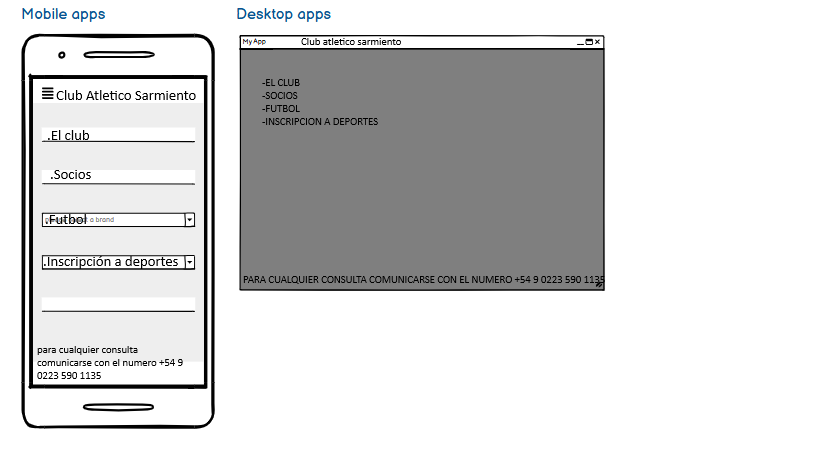 Mobile apps
Club Atletico Sarmiento
.El club
.Socios
.Futbol
a brand
.Inscripción a deportes
para cualquier consulta
comunicarse con el numero +54 9
0223 590 1135
Desktop apps
My App
Club atletico sarmiento
-EL CLUB
-SOCIOS
-FUTBOL
-INSCRIPCION A DEPORTES
PARA CUALQUIER CONSULTA COMUNICARSE CON EL NUMERO +54 9 0223 590 1135